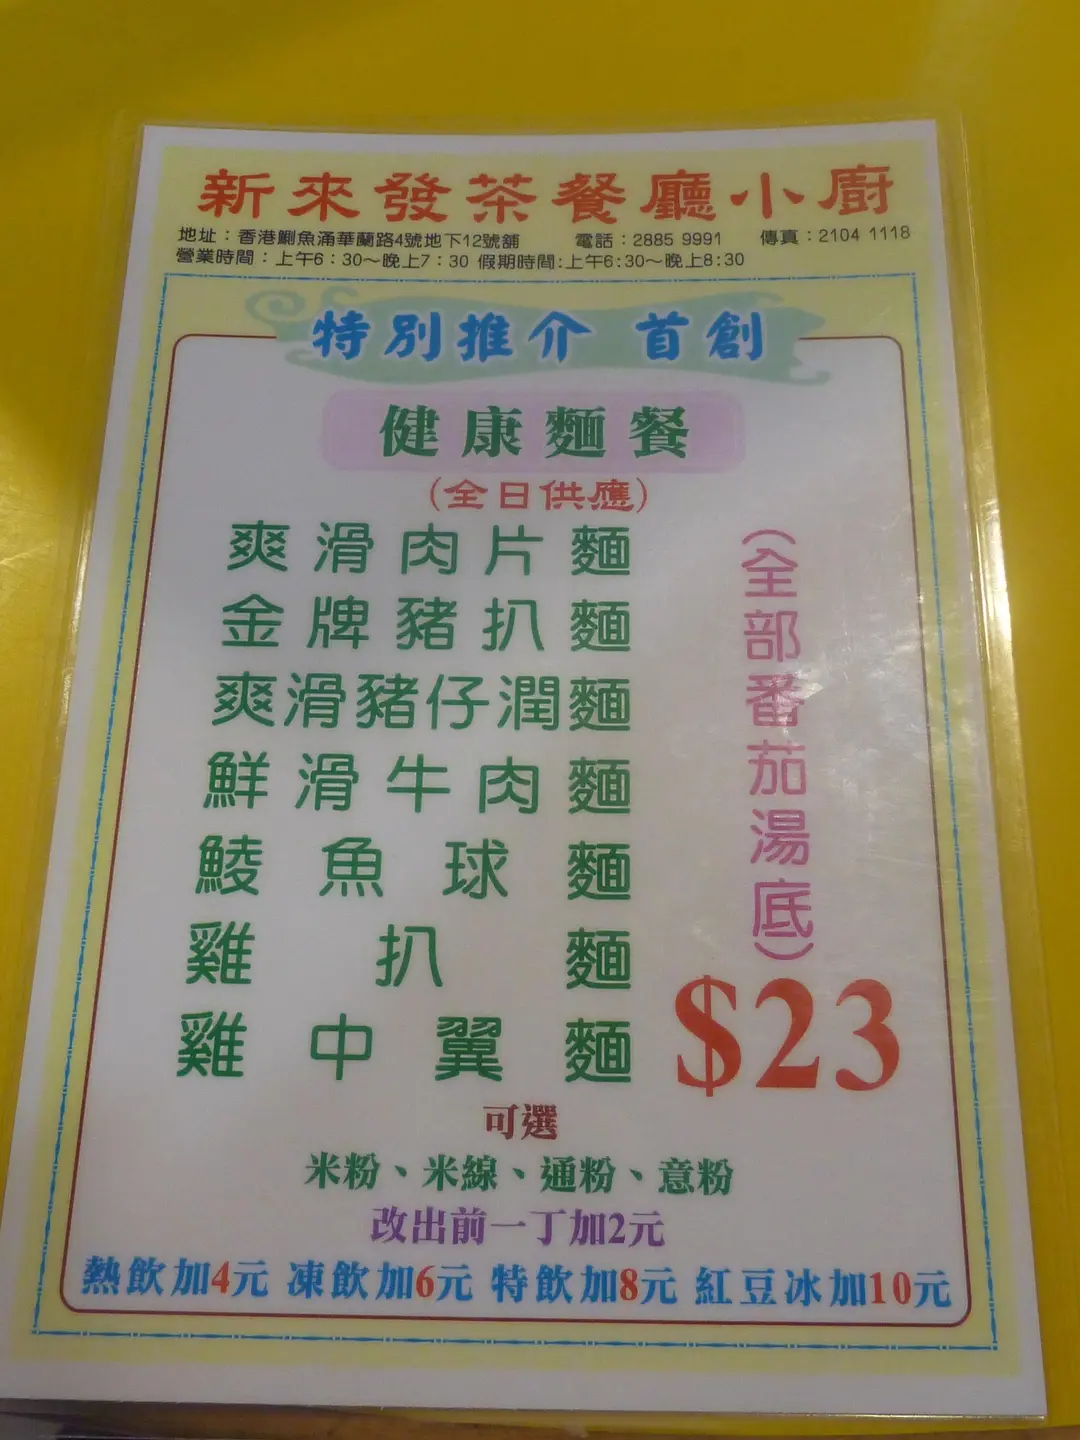 新來發茶餐廳小廚
地址：香港鰂魚涌華蘭路4號地下12號舖 電話：2885 9991 傳真：2104 1118
營業時間：上午6：30～晚上7：30 假期時間:上午6:30～晚上8:30
特別推介 首創
健康麵餐
(全日供應)
爽滑肉片麵
金牌豬扒麵
爽滑豬仔潤麵
鮮滑牛肉麵
鯪魚球麵
雞扒麵
雞中翼麵
(全部番茄湯底)
$23
可選
米粉、米線、通粉、意粉
改出前一丁加2元
熱飲加4元 凍飲加6元 特飲加8元 紅豆冰加10元